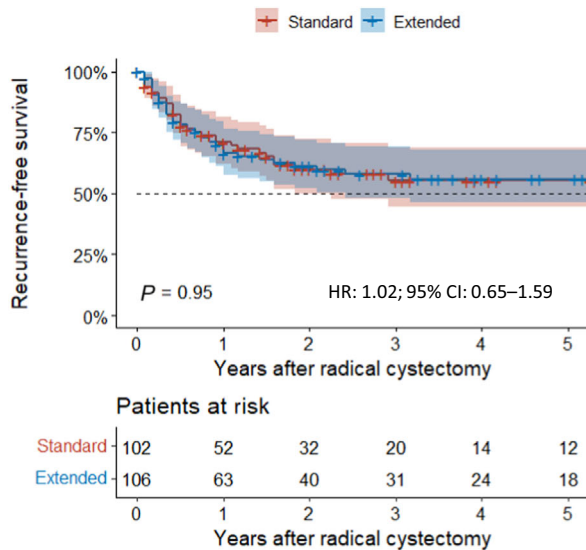 Standard Extended
Recurrence-free survival
100%
75%
50%
25%
0%
P = 0.95 HR: 1.02; 95% CI: 0.65–1.59
0 1 2 3 4 5
Years after radical cystectomy
Patients at risk
Standard 102 52 32 20 14 12
Extended 106 63 40 31 24 18
0 1 2 3 4 5
Years after radical cystectomy